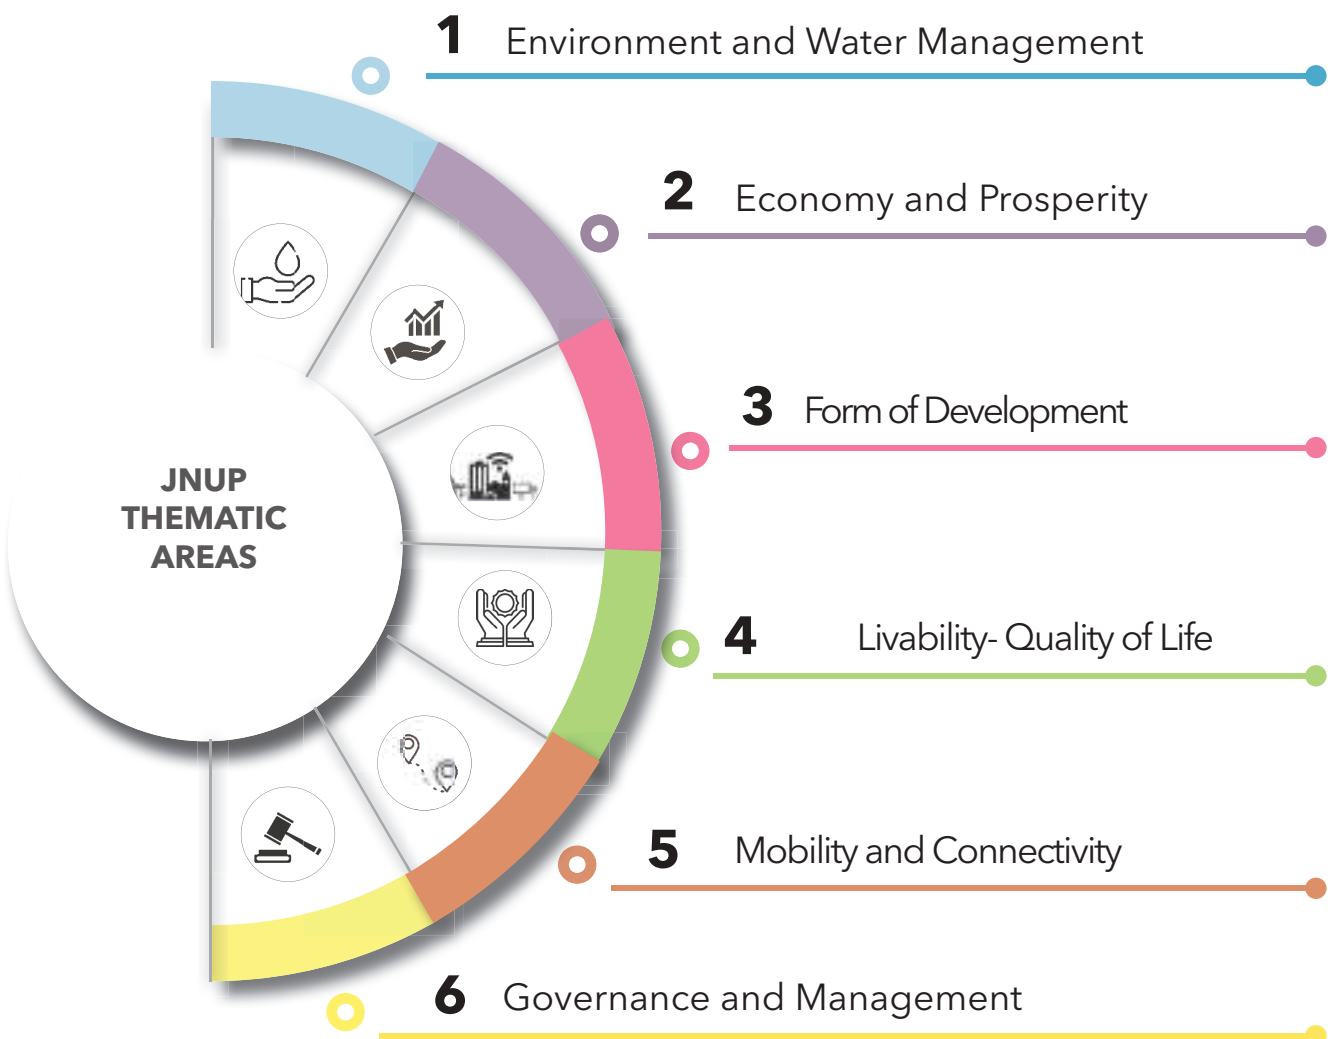 1 Environment and Water Management
2 Economy and Prosperity
3 Form of Development
JNUP
THEMATIC
AREAS
4 Livability- Quality of Life
5 Mobility and Connectivity
6 Governance and Management